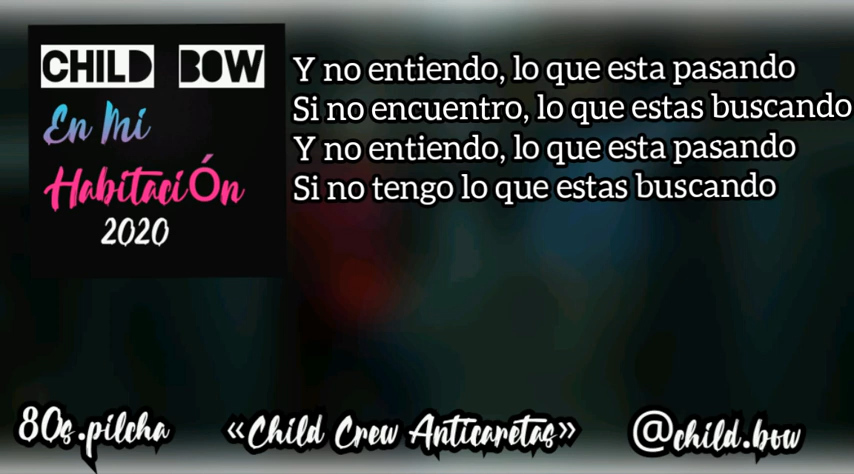 CHILD BOW
En Mi
HabitaciÓn
2020
Y no entiendo, lo que esta pasando
Si no encuentro, lo que estas buscando
Y no entiendo, lo que esta pasando
Si no tengo lo que estas buscando
80s.pilcha «Child Crew Anticaretas» @child.bow